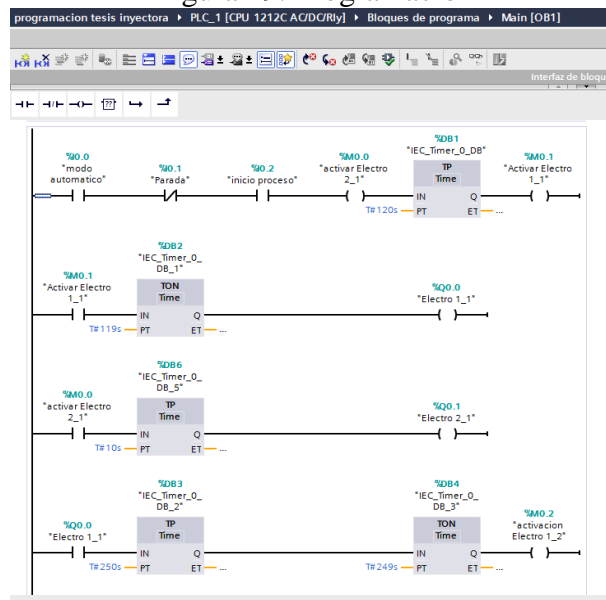 programacion tesis inyectora ▸ PLC_1 [CPU 1212C AC/DC/Rly] ▸ Bloques de programa ▸ Main [OB1]
Interfaz de bloqu
%I0.0
"modo
automatico"
%I0.1
"Parada"
%I0.2
"inicio proceso"
%M0.0
"activar Electro
2_1"
%DB1
"IEC_Timer_0_DB"
TP
Time
IN Q
T#120s PT ET ...
%M0.1
"Activar Electro
1_1"
%M0.1
"Activar Electro
1_1"
%DB2
"IEC_Timer_0_
DB_1"
TON
Time
IN Q
T#119s PT ET ...
%Q0.0
"Electro 1_1"
%M0.0
"activar Electro
2_1"
%DB6
"IEC_Timer_0_
DB_5"
TP
Time
IN Q
T#10s PT ET ...
%Q0.1
"Electro 2_1"
%Q0.0
"Electro 1_1"
%DB3
"IEC_Timer_0_
DB_2"
TP
Time
IN Q
T#250s PT ET ...
%DB4
"IEC_Timer_0_
DB_3"
TON
Time
IN Q
T#249s PT ET ...
%M0.2
"activacion
Electro 1_2"